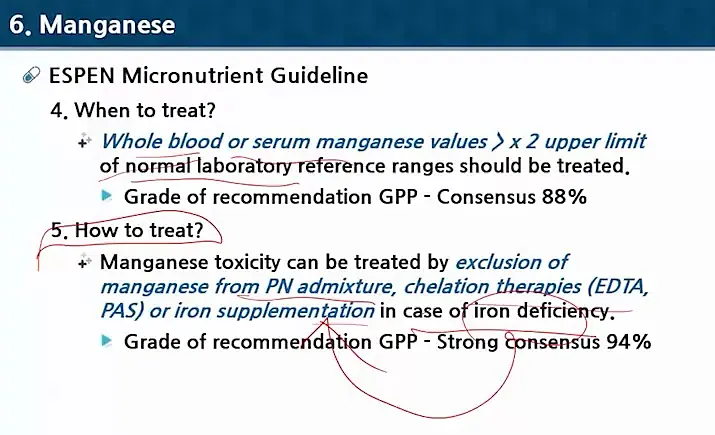 6. Manganese
ESPEN Micronutrient Guideline
4. When to treat?
Whole blood or serum manganese values > x 2 upper limit
of normal laboratory reference ranges should be treated.
Grade of recommendation GPP - Consensus 88%
5. How to treat?
Manganese toxicity can be treated by exclusion of
manganese from PN admixture, chelation therapies (EDTA,
PAS) or iron supplementation in case of iron deficiency.
Grade of recommendation GPP - Strong consensus 94%